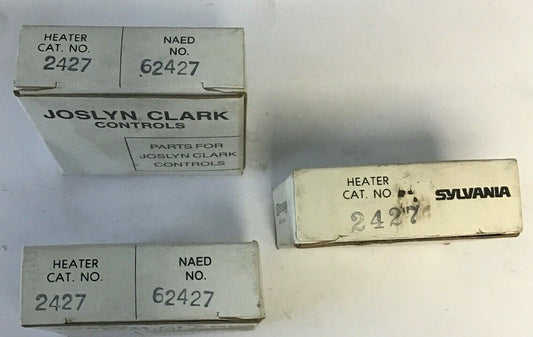 HEATER
CAT. NO.
2427
NAED
NO.
62427
JOSLYN CLARK
CONTROLS
PARTS FOR
JOSLYN CLARK
CONTROLS
HEATER
CAT. NO
2427
SYLVANIA
HEATER
CAT. NO.
2427
NAED
NO.
62427